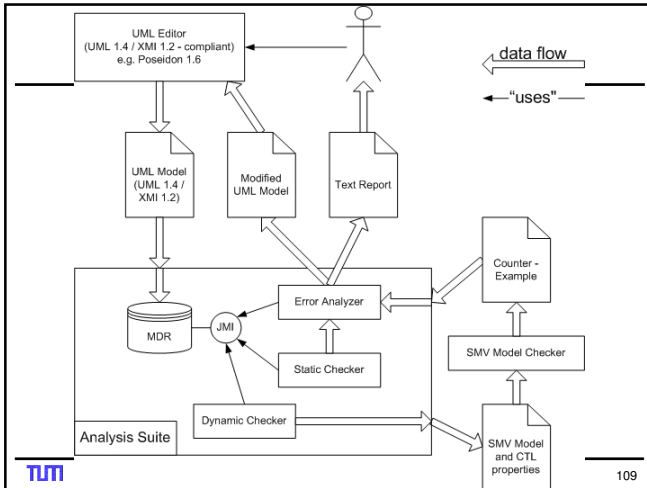 UML Editor
(UML 1.4 / XMI 1.2 - compliant)
e.g. Poseidon 1.6
data flow
"uses"
UML Model
(UML 1.4 /
XMI 1.2)
Modified
UML Model
Text Report
Counter -
Example
Error Analyzer
MDR
JMI
SMV Model Checker
Static Checker
Dynamic Checker
Analysis Suite
SMV Model
and CTL
properties
TUM
109